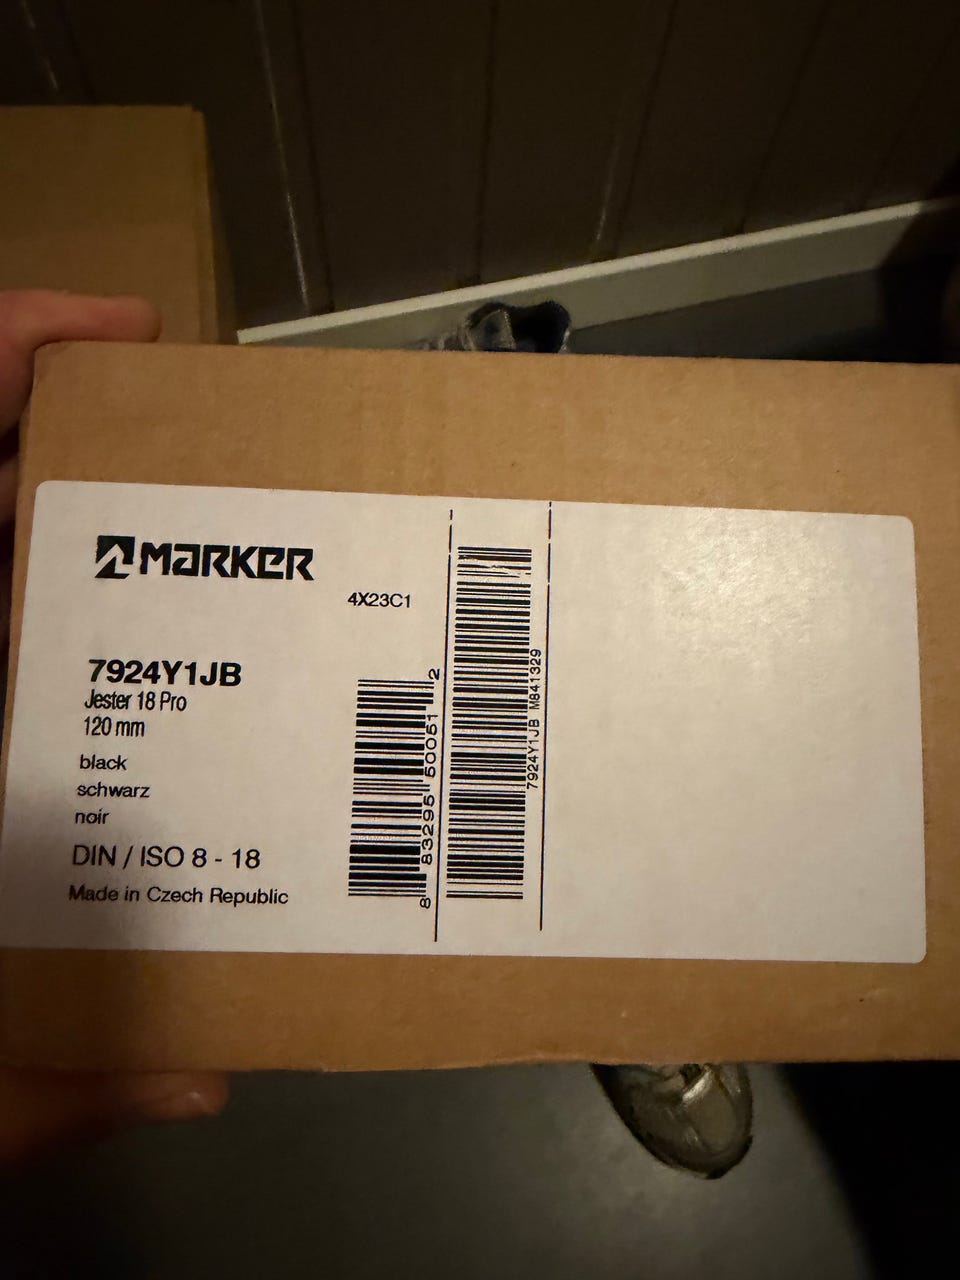 MARKER
4X23C1
7924Y1JB
Jester 18 Pro
120 mm
black
schwarz
noir
DIN / ISO 8 - 18
Made in Czech Republic
8 83295 50051 2
7924Y1JB M841329